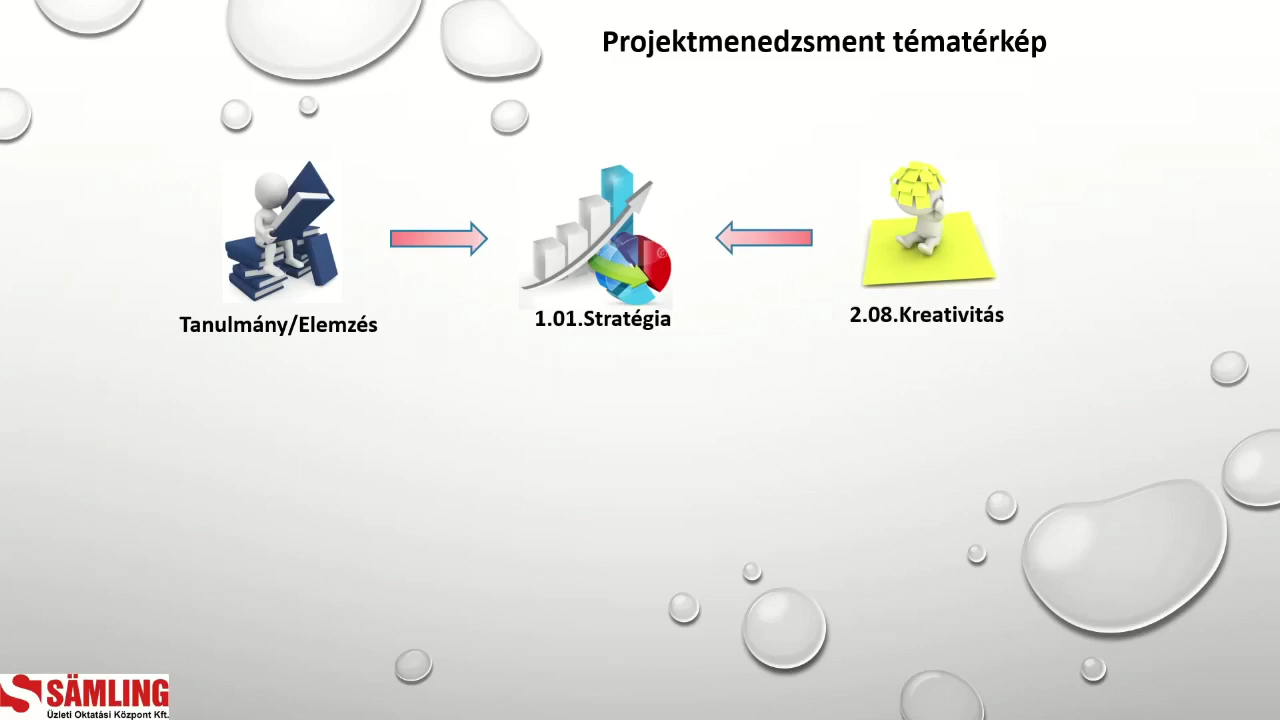 Projektmenedzsment tématérkép
Tanulmány/Elemzés
1.01.Stratégia
2.08.Kreativitás
SÄMLING
Üzleti Oktatási Központ Kft.